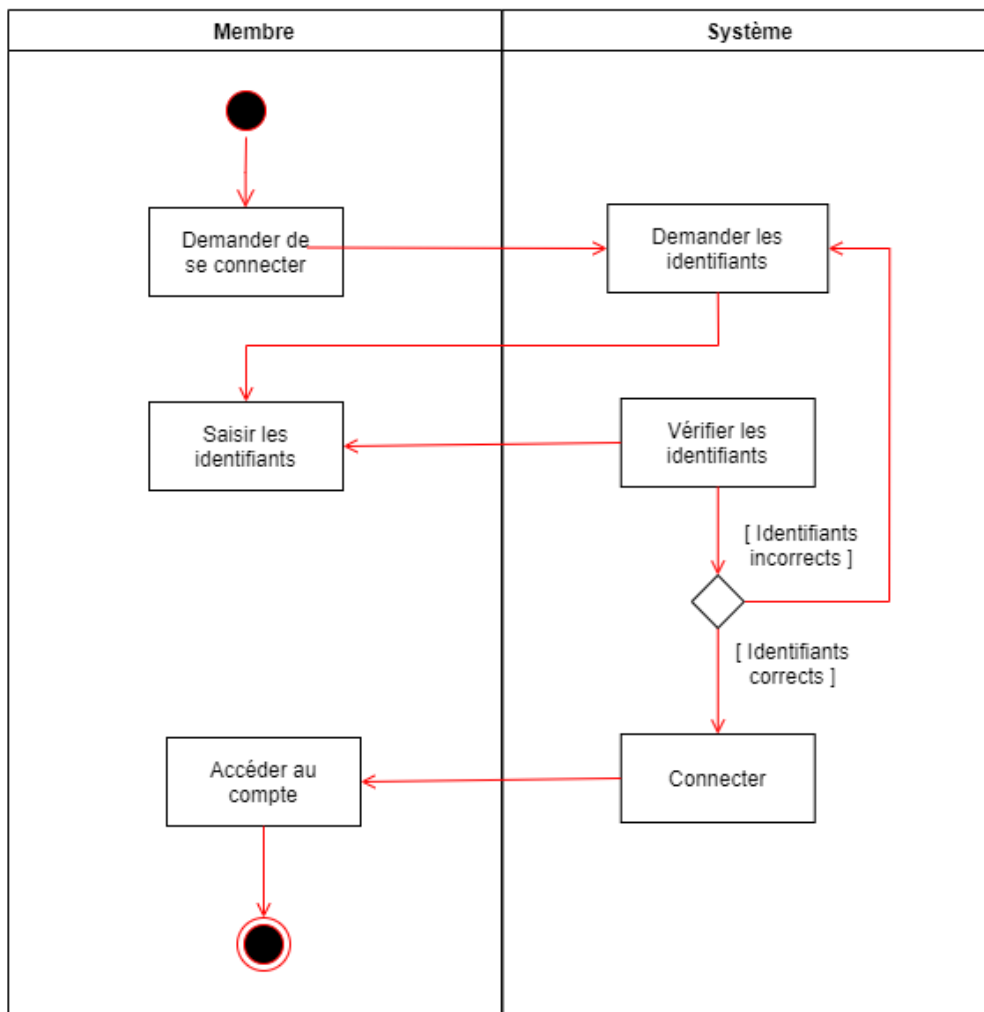 Membre
Système
Demander de
se connecter
Demander les
identifiants
Saisir les
identifiants
Vérifier les
identifiants
[ Identifiants
incorrects ]
[ Identifiants
corrects ]
Accéder au
compte
Connecter